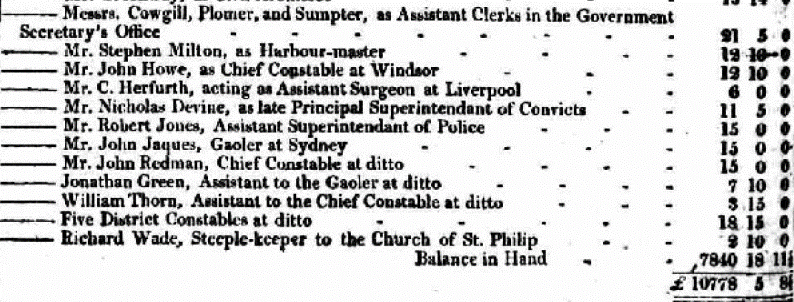 —— Messrs, Cowgill, Plomer, and Sumpter, as Assistant Clerks in the Government
Secretary's Office - - - - - - - 21 5 0
—— Mr. Stephen Milton, as Harbour-master - - - - 12 10 0
—— Mr. John Howe, as Chief Constable at Windsor - - - 12 10 0
—— Mr. C. Herfurth, acting as Assistant Surgeon at Liverpool - - - 6 0 0
—— Mr. Nicholas Devine, as late Principal Superintendant of Convicts - - 11 5 0
—— Mr. Robert Jones, Assistant Superintendant of Police - - - - 15 0 0
—— Mr. John Jaques, Gaoler at Sydney - - - - - 15 0 0
—— Mr. John Redman, Chief Constable at ditto - - - - 15 0 0
—— Jonathan Green, Assistant to the Gaoler at ditto - - - - 7 10 0
—— William Thorn, Assistant to the Chief Constable at ditto - - - 3 15 0
—— Five District Constables at ditto - - - - - 18 15 0
—— Richard Wade, Steeple-keeper to the Church of St. Philip - - - 2 10 0
Balance in Hand - - 7840 18 11½
£ 10778 5 8½